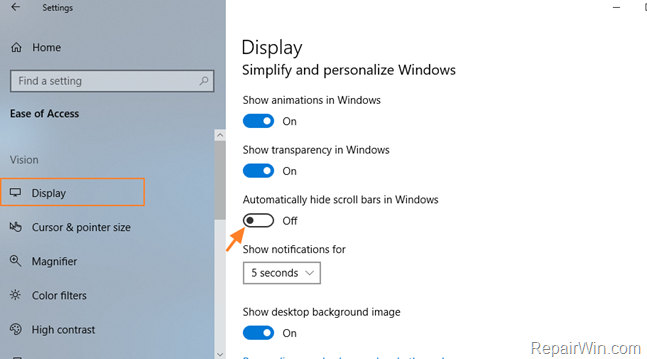 Settings
Home
Find a setting
Ease of Access
Vision
Display
Cursor & pointer size
Magnifier
Color filters
High contrast
Display
Simplify and personalize Windows
Show animations in Windows
On
Show transparency in Windows
On
Automatically hide scroll bars in Windows
Off
Show notifications for
5 seconds
Show desktop background image
On
RepairWin.com